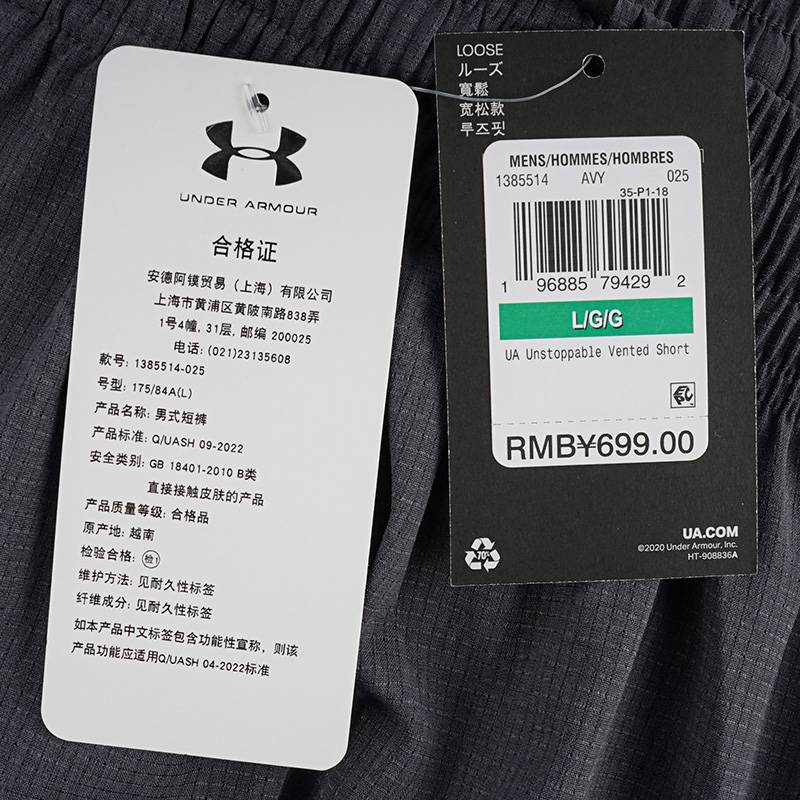 UNDER ARMOUR
合格证
安德阿镆贸易（上海）有限公司
上海市黄浦区黄陂南路838弄
1号4幢, 31层, 邮编 200025
电话: (021)23135608
款号: 1385514-025
号型: 175/84A(L)
产品名称: 男式短裤
产品标准: Q/UASH 09-2022
安全类别: GB 18401-2010 B类
直接接触皮肤的产品
产品质量等级: 合格品
原产地: 越南
检验合格: 检1
维护方法: 见耐久性标签
纤维成分: 见耐久性标签
如本产品中文标签包含功能性宣称, 则该
产品功能应适用Q/UASH 04-2022标准
LOOSE
ルーズ
寬鬆
宽松款
루즈핏
MENS/HOMMES/HOMBRES
1385514 AVY 025
35-P1-18
1 96885 79429 2
L/G/G
UA Unstoppable Vented Short
RMB¥699.00
70%
UA.COM
©2020 Under Armour, Inc.
HT-908836A